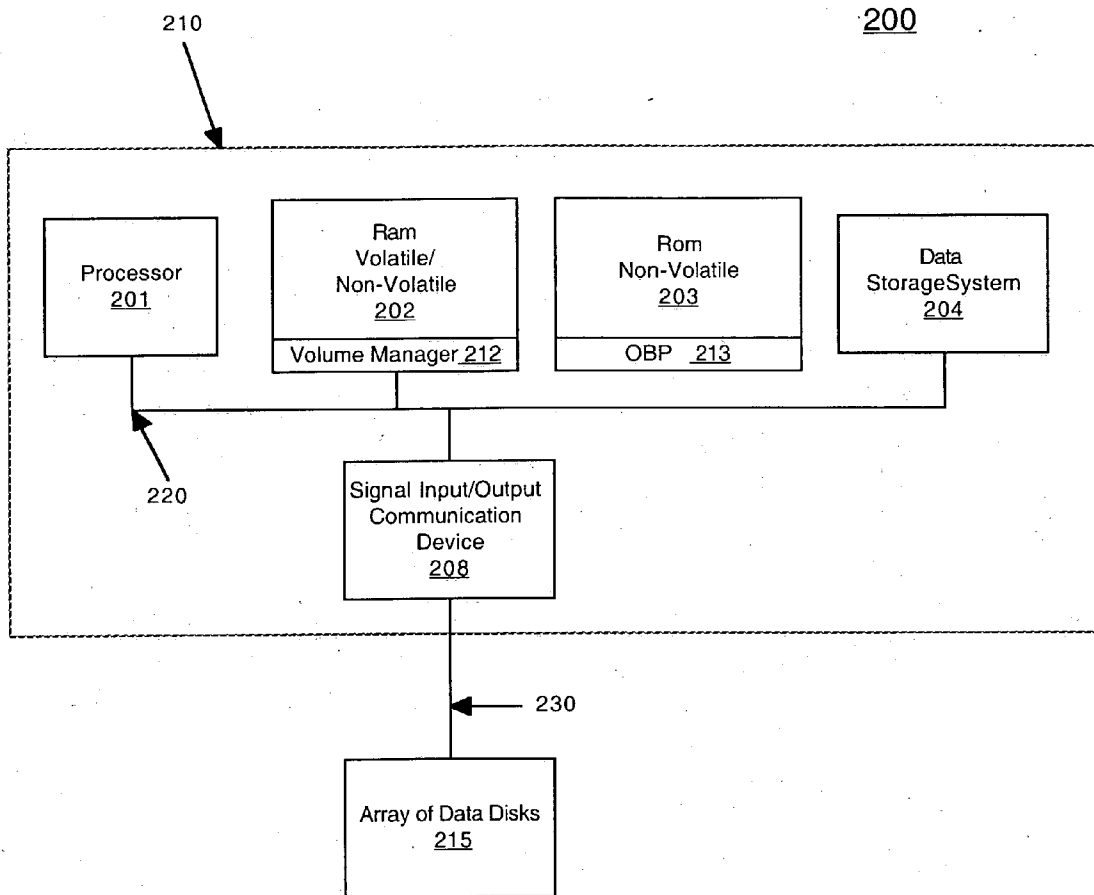 210
200
Processor
201
Ram
Volatile/
Non-Volatile
202
Volume Manager 212
Rom
Non-Volatile
203
OBP 213
Data
StorageSystem
204
220
Signal Input/Output
Communication
Device
208
230
Array of Data Disks
215